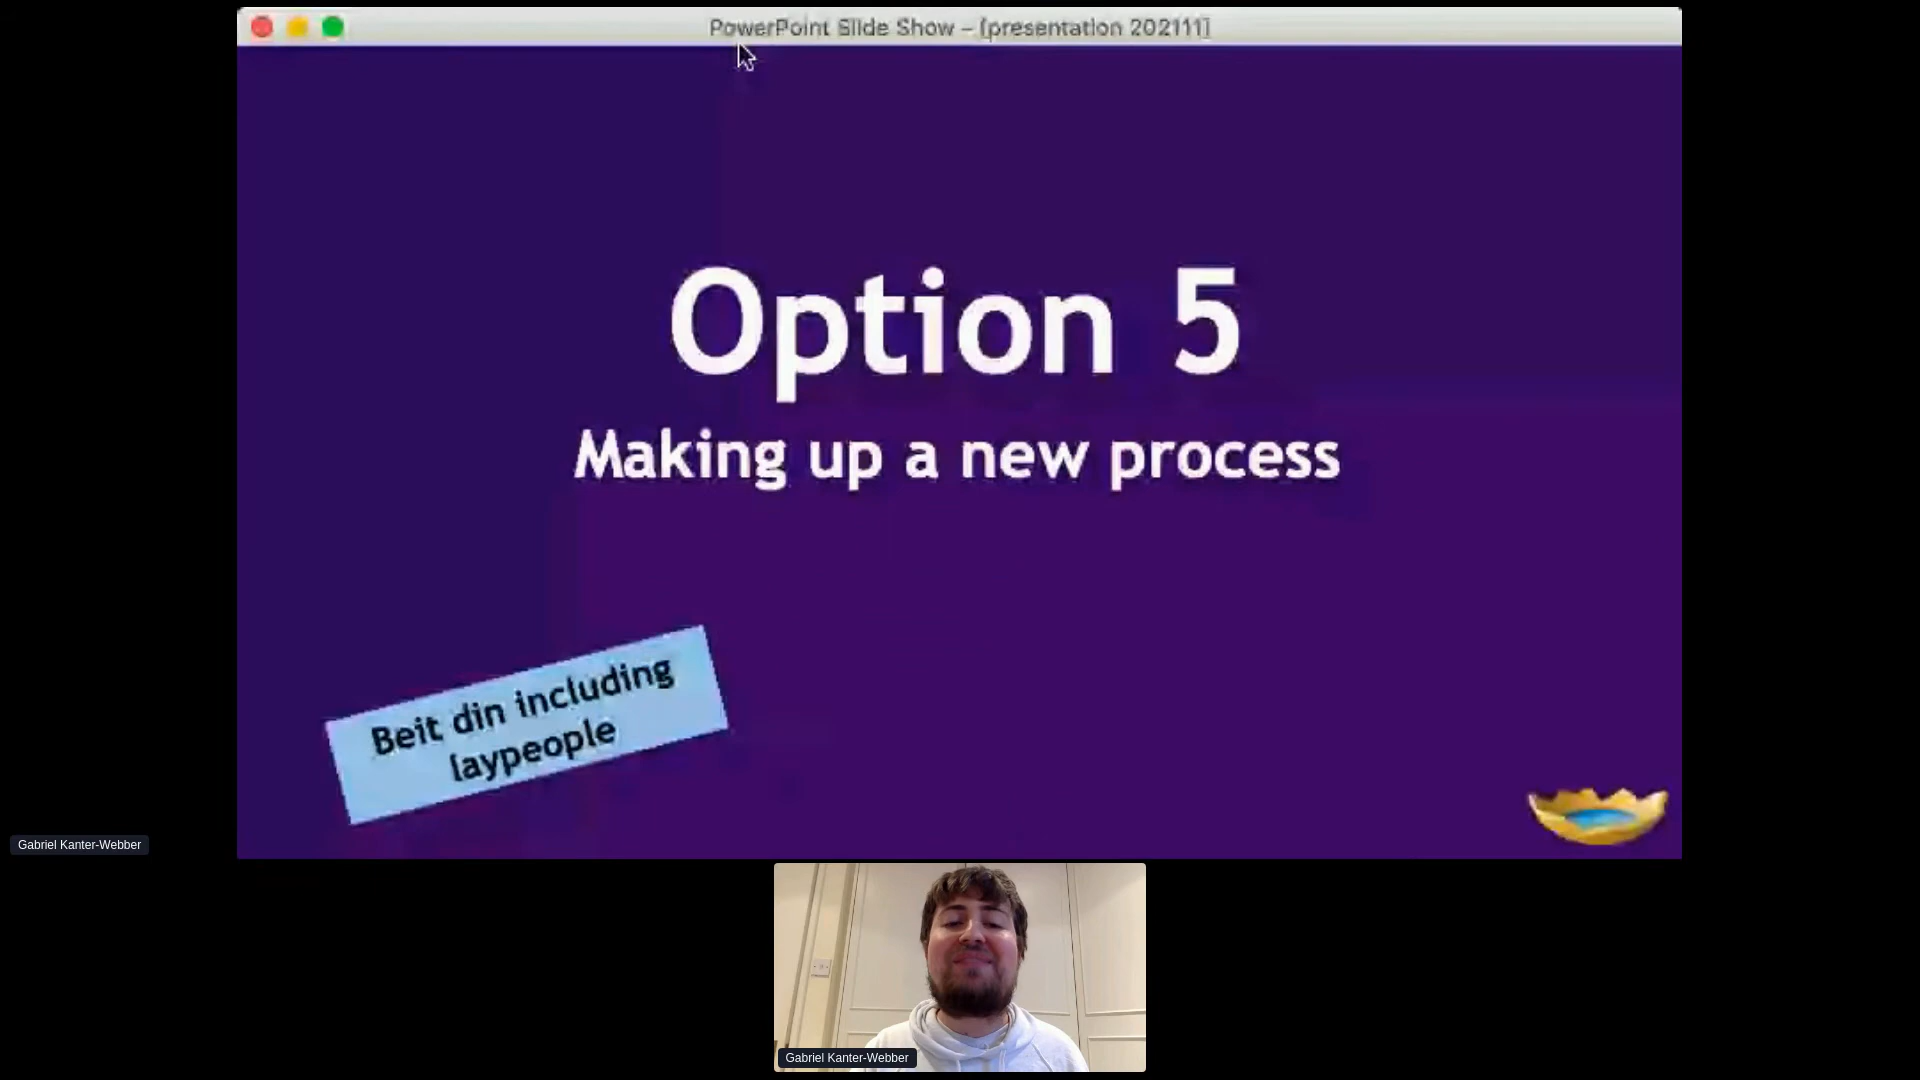 PowerPoint Slide Show – [presentation 202111]
Option 5
Making up a new process
Beit din including
laypeople
Gabriel Kanter-Webber
Gabriel Kanter-Webber